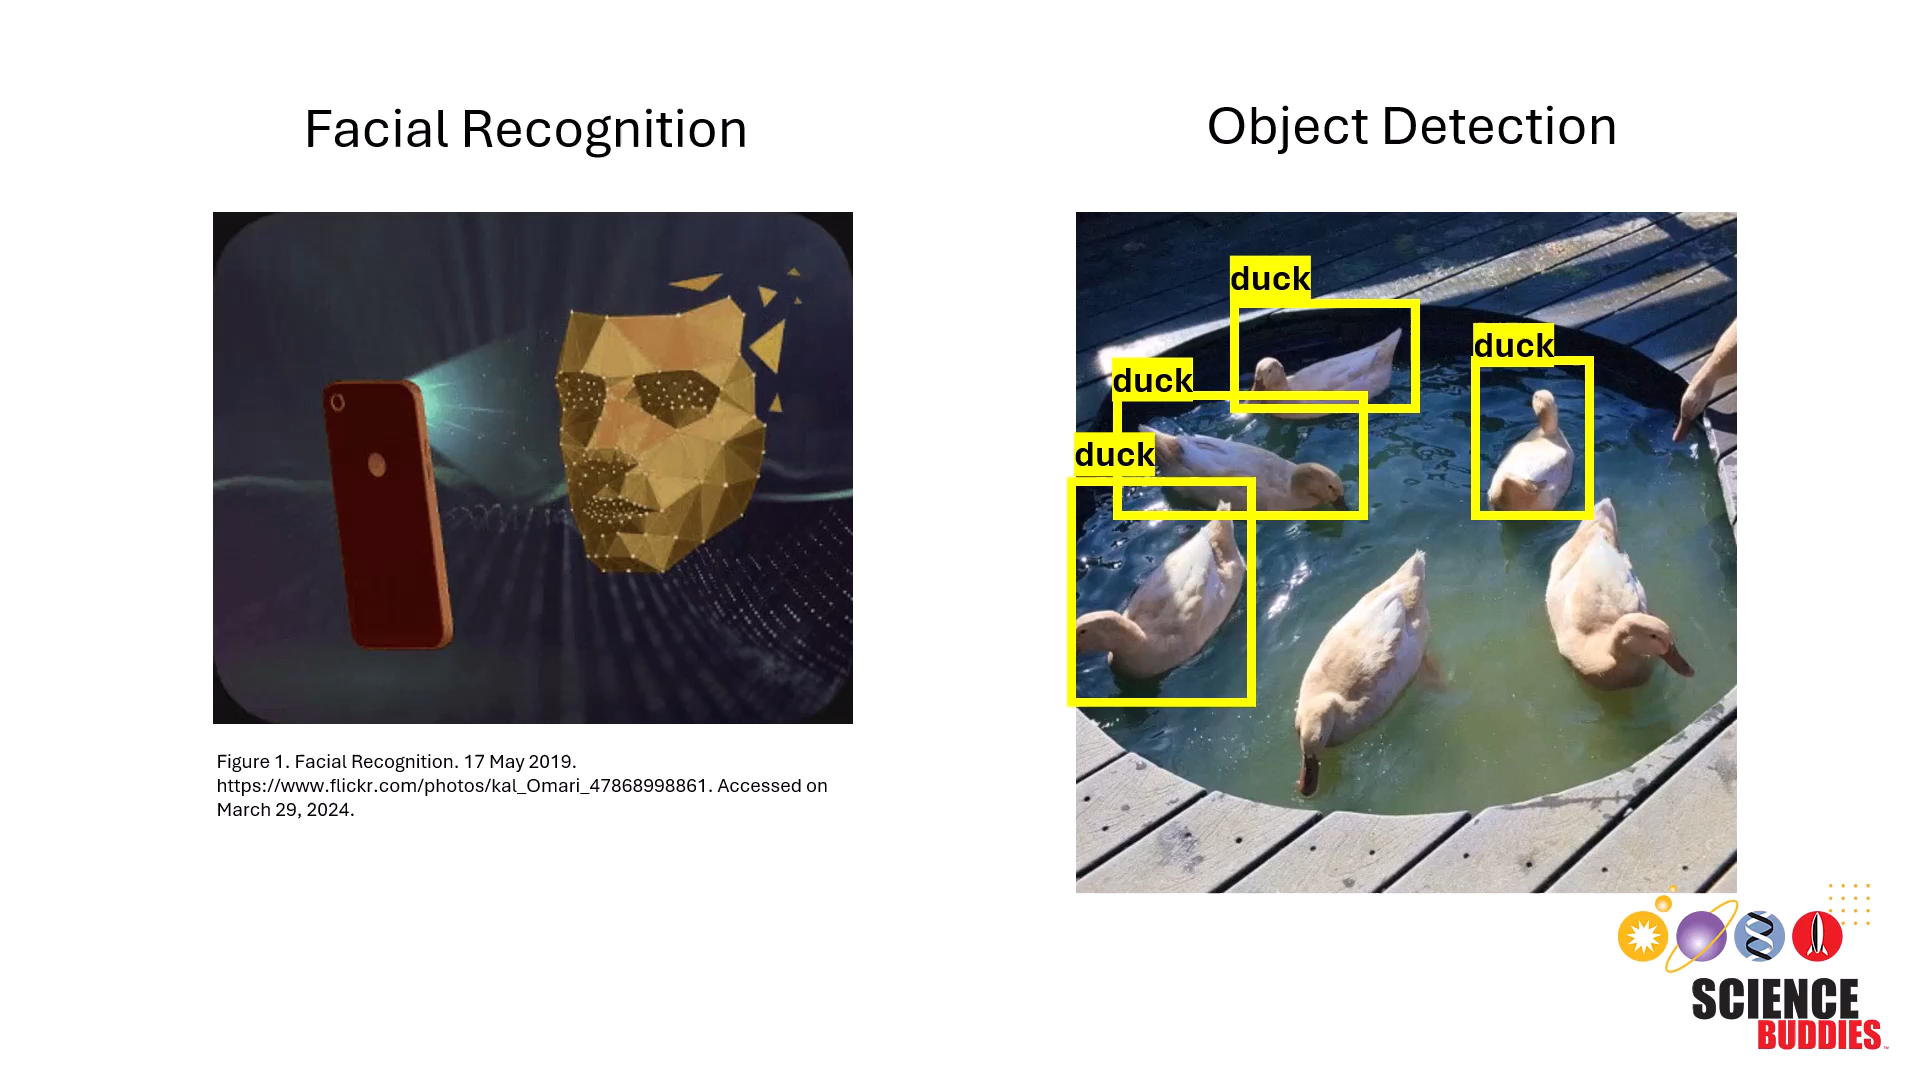 Facial Recognition
Object Detection
duck
duck
duck
duck
Figure 1. Facial Recognition. 17 May 2019.
https://www.flickr.com/photos/kal_Omari_47868998861. Accessed on
March 29, 2024.
SCIENCE
BUDDIES